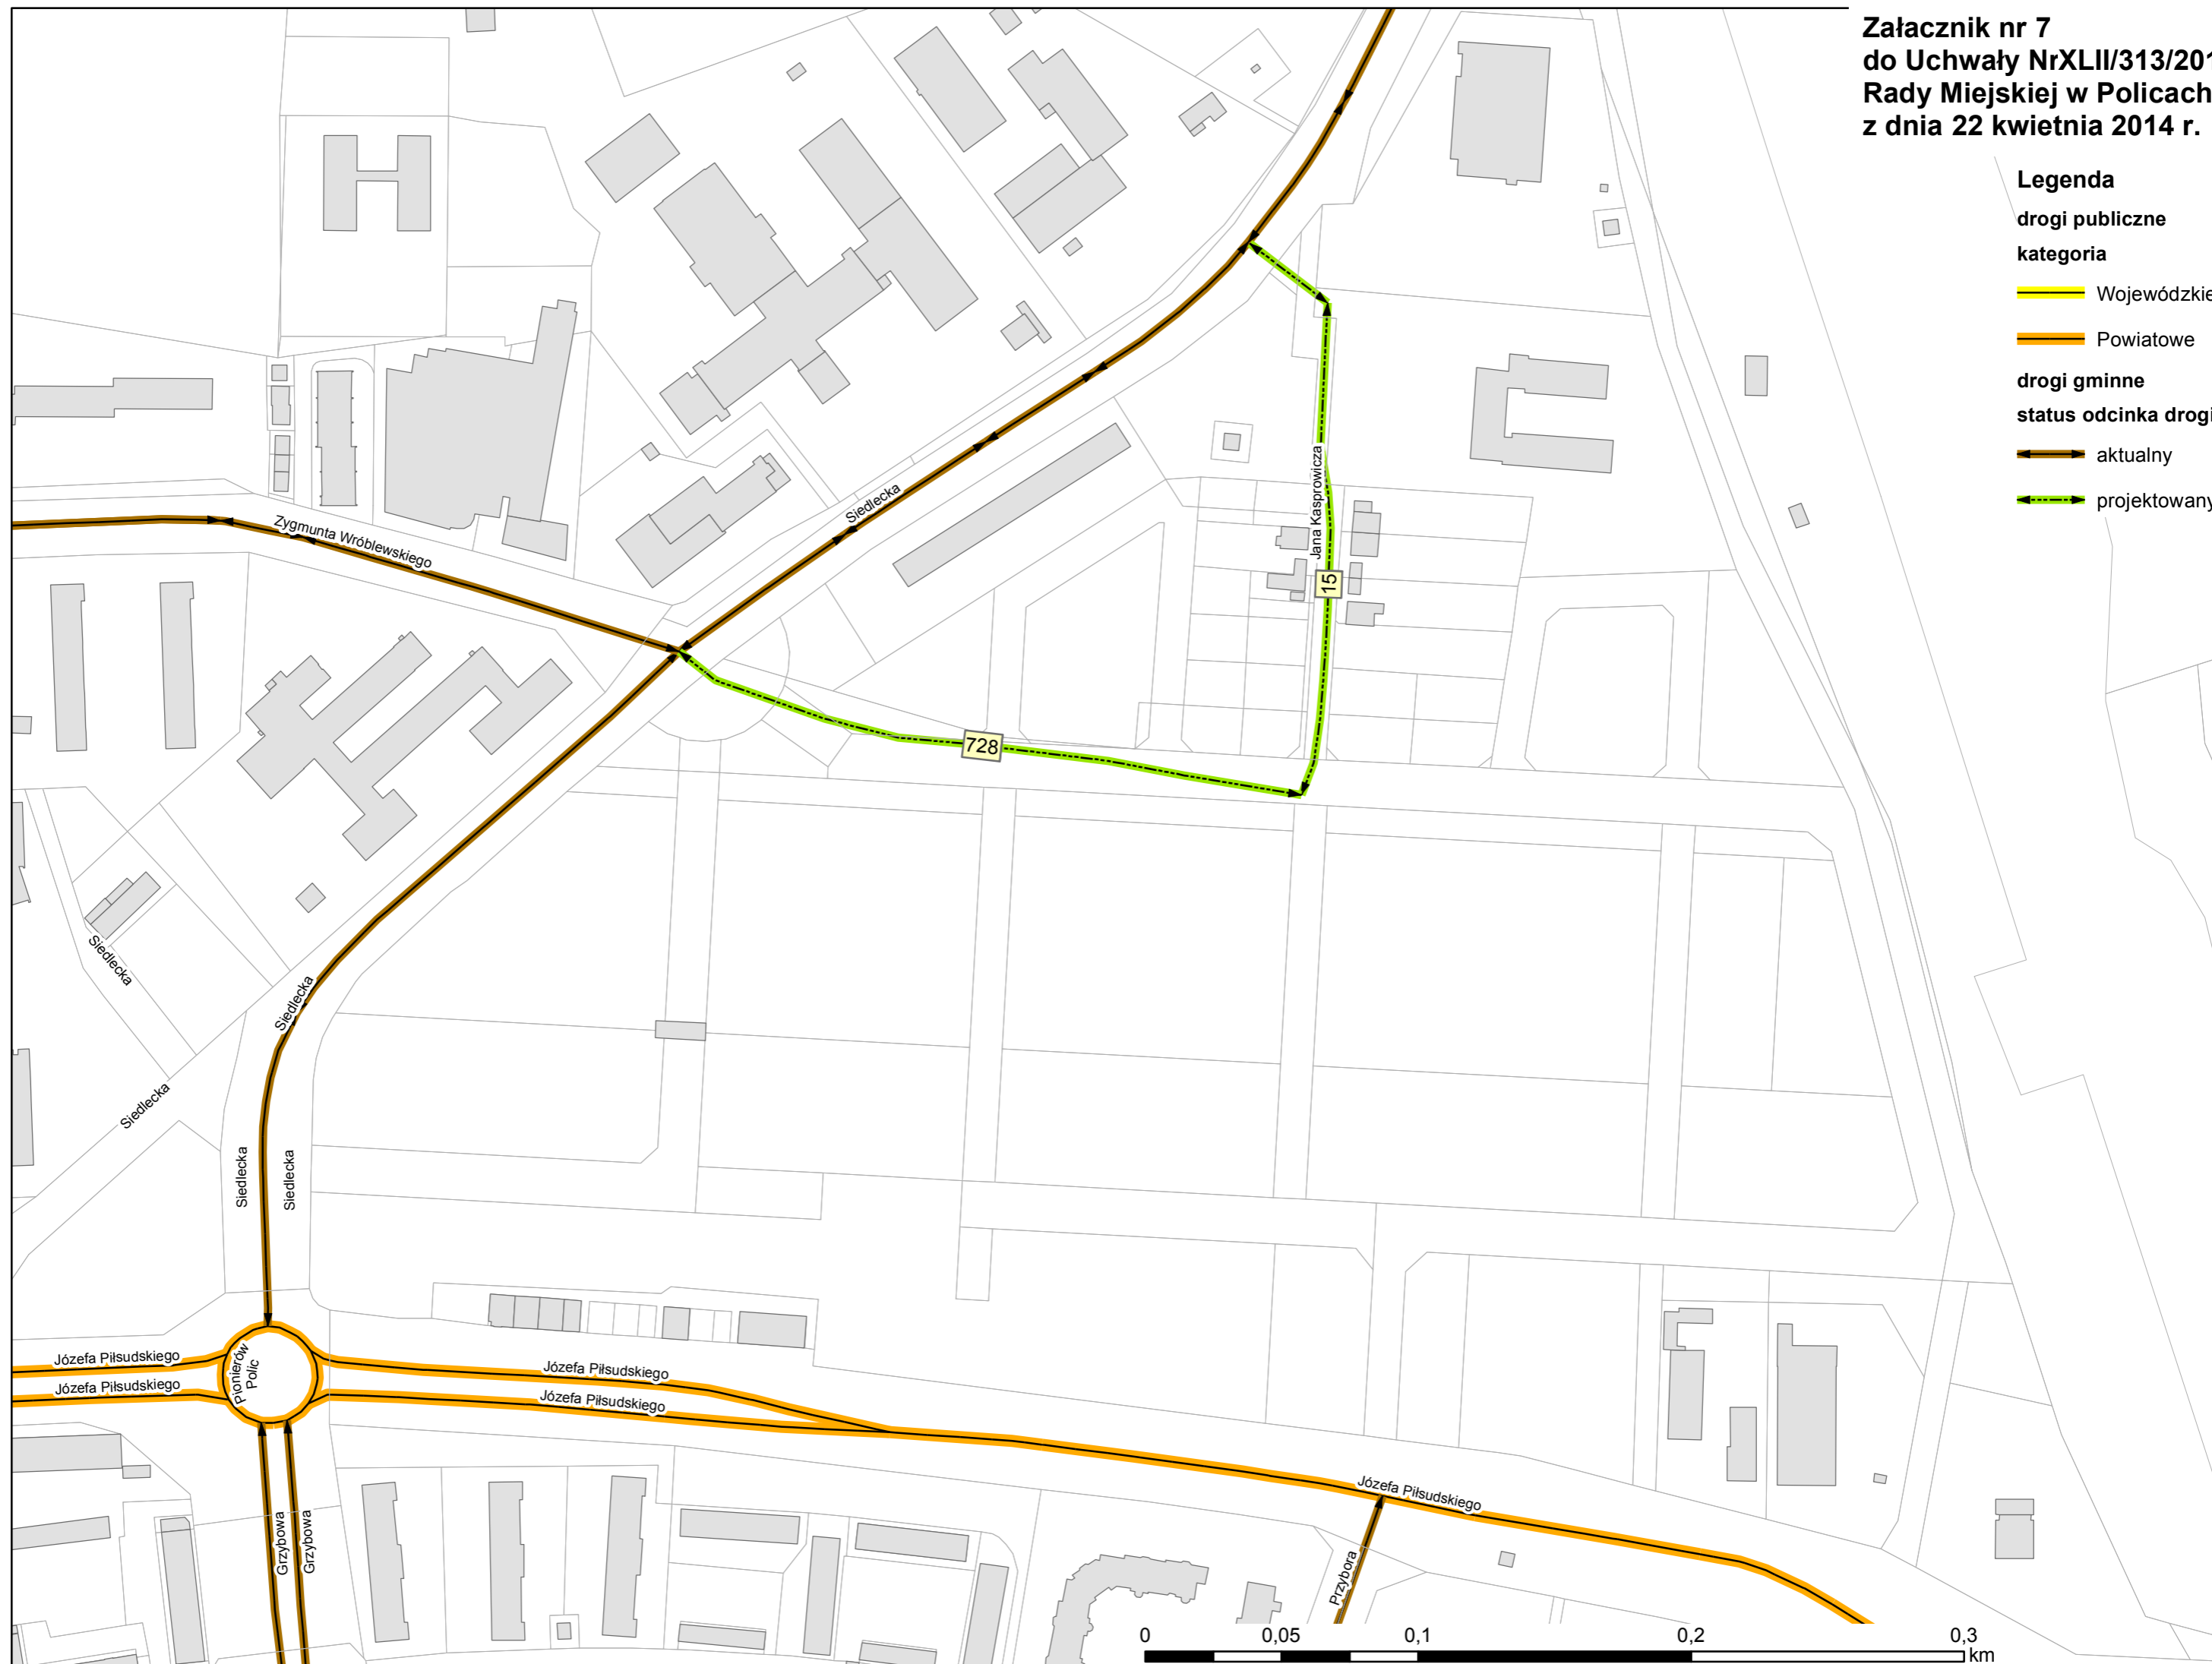 Załacznik nr 7
do Uchwały NrXLII/313/201
Rady Miejskiej w Policach
z dnia 22 kwietnia 2014 r.
Legenda
drogi publiczne
kategoria
Wojewódzkie
Powiatowe
drogi gminne
status odcinka drogi
aktualny
projektowany
Zygmunta Wróblewskiego
Siedlecka
Jana Kasprowicza
15
728
Siedlecka
Siedlecka
Siedlecka
Siedlecka
Siedlecka
Józefa Piłsudskiego
Józefa Piłsudskiego
Pionierów
Polic
Józefa Piłsudskiego
Józefa Piłsudskiego
Józefa Piłsudskiego
Grzybowa
Grzybowa
Przybora
0 0,05 0,1 0,2 0,3
km